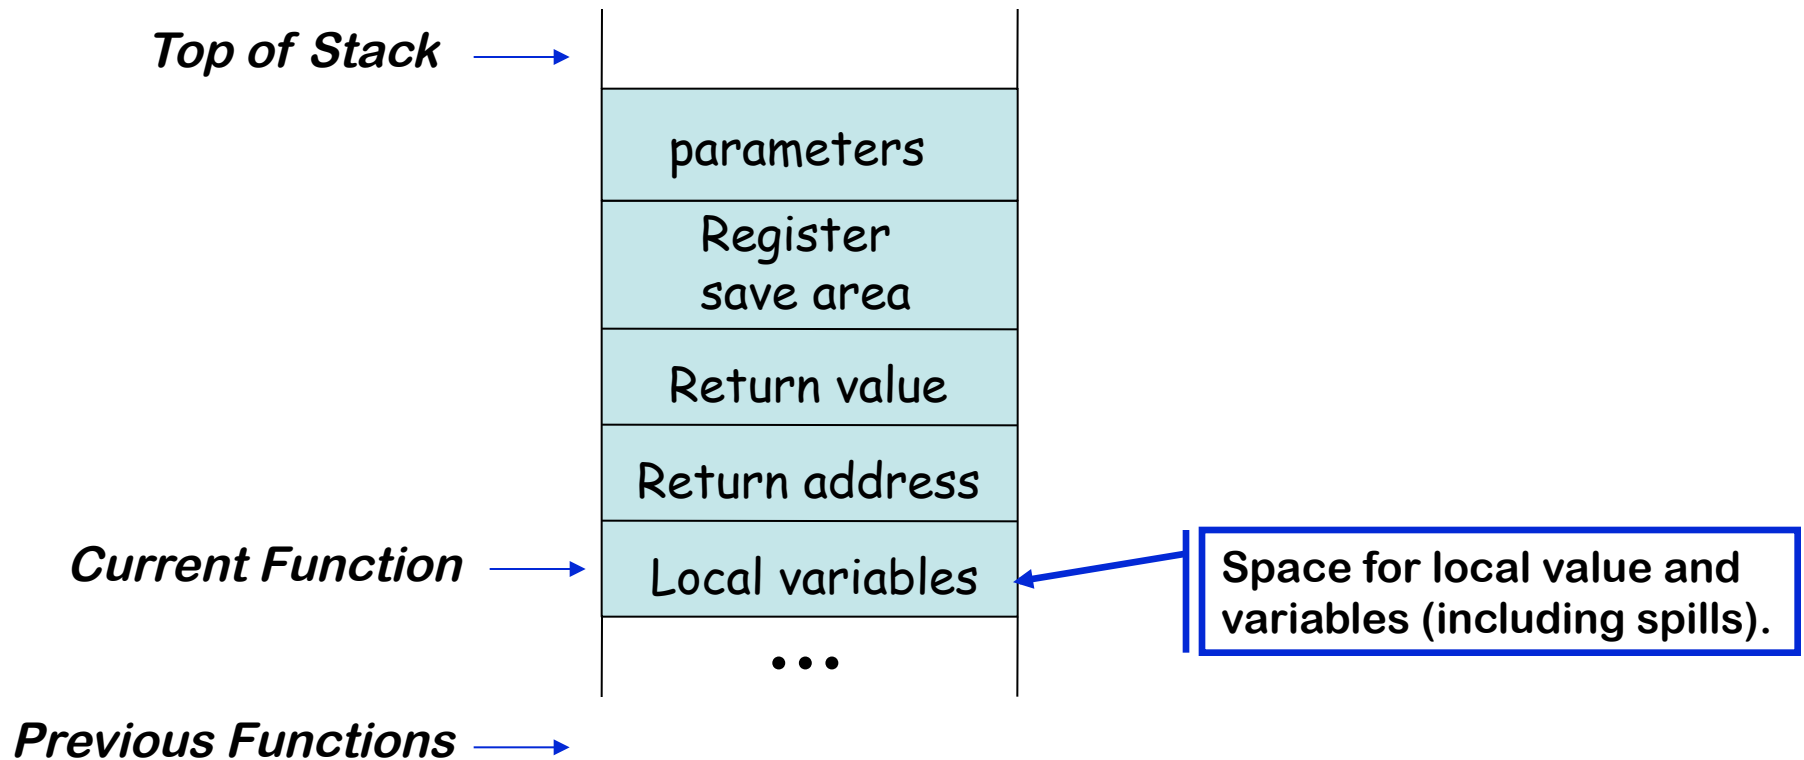 Top of Stack
parameters
Register
save area
Return value
Return address
Current Function
Local variables
Space for local value and
variables (including spills).
...
Previous Functions